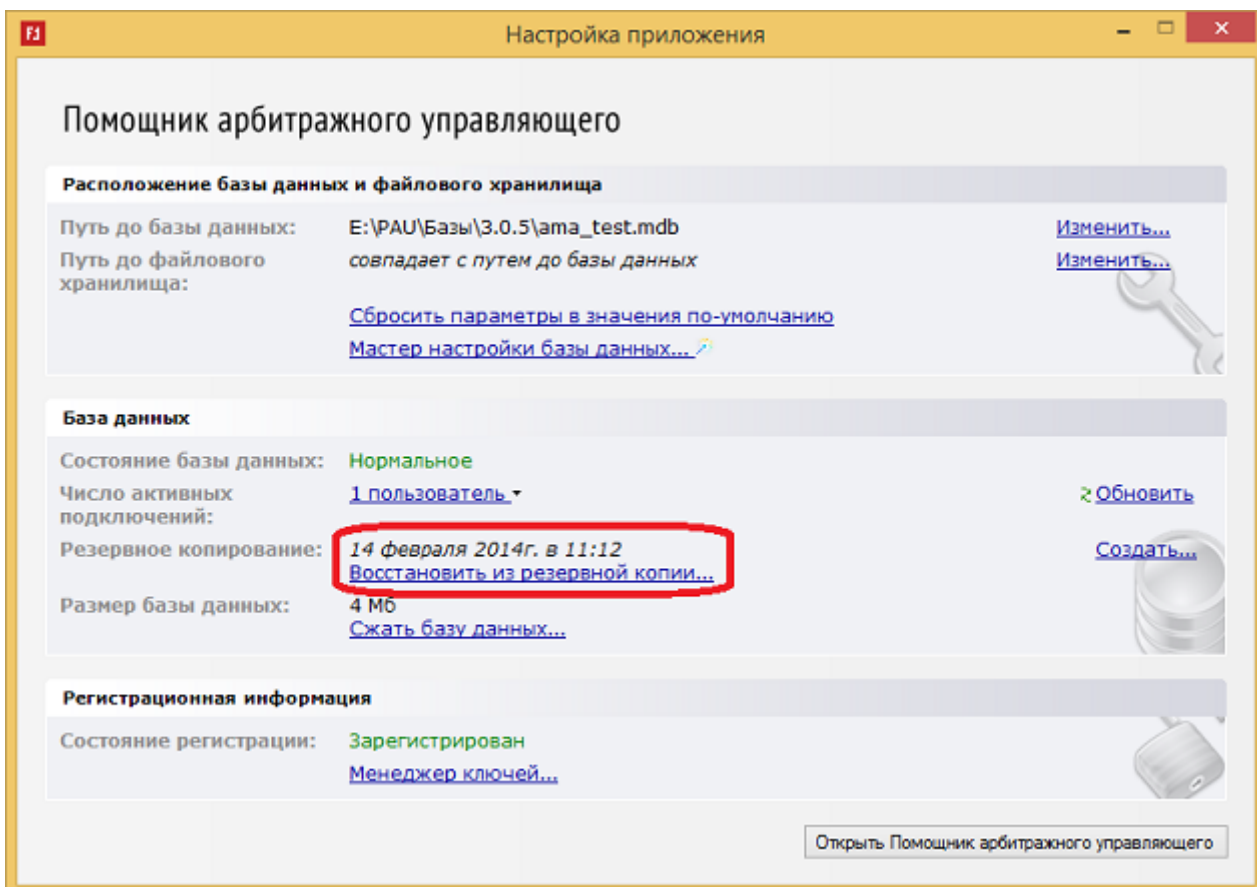 Настройка приложения
Помощник арбитражного управляющего
Расположение базы данных и файлового хранилища
Путь до базы данных: E:\PAU\Базы\3.0.5\ama_test.mdb Изменить...
Путь до файлового хранилища: совпадает с путем до базы данных Изменить...
Сбросить параметры в значения по-умолчанию
Мастер настройки базы данных...
База данных
Состояние базы данных: Нормальное
Число активных подключений: 1 пользователь Обновить
Резервное копирование: 14 февраля 2014г. в 11:12 Создать...
Восстановить из резервной копии...
Размер базы данных: 4 Мб
Сжать базу данных...
Регистрационная информация
Состояние регистрации: Зарегистрирован
Менеджер ключей...
Открыть Помощник арбитражного управляющего